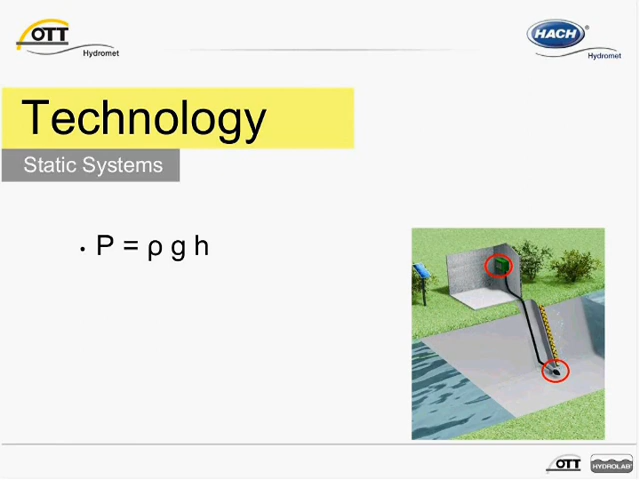 OTT
Hydromet
HACH®
Hydromet
Technology
Static Systems
• P = ρ g h
OTT
HYDROLAB®